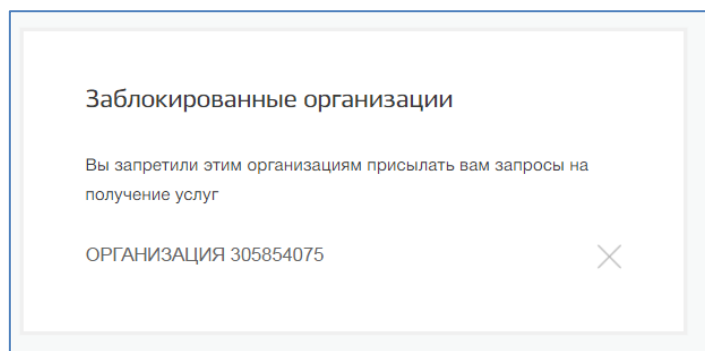 Заблокированные организации
Вы запретили этим организациям присылать вам запросы на
получение услуг
ОРГАНИЗАЦИЯ 305854075